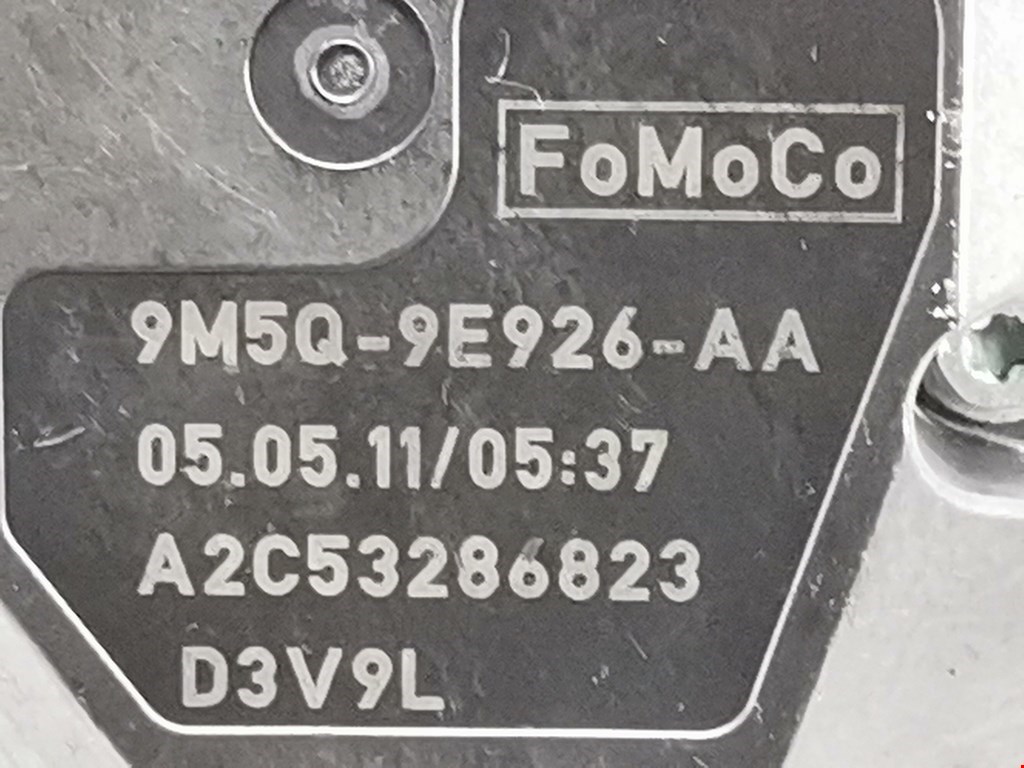 FoMoCo
9M5Q-9E926-AA
05.05.11/05:37
A2C53286823
D3V9L